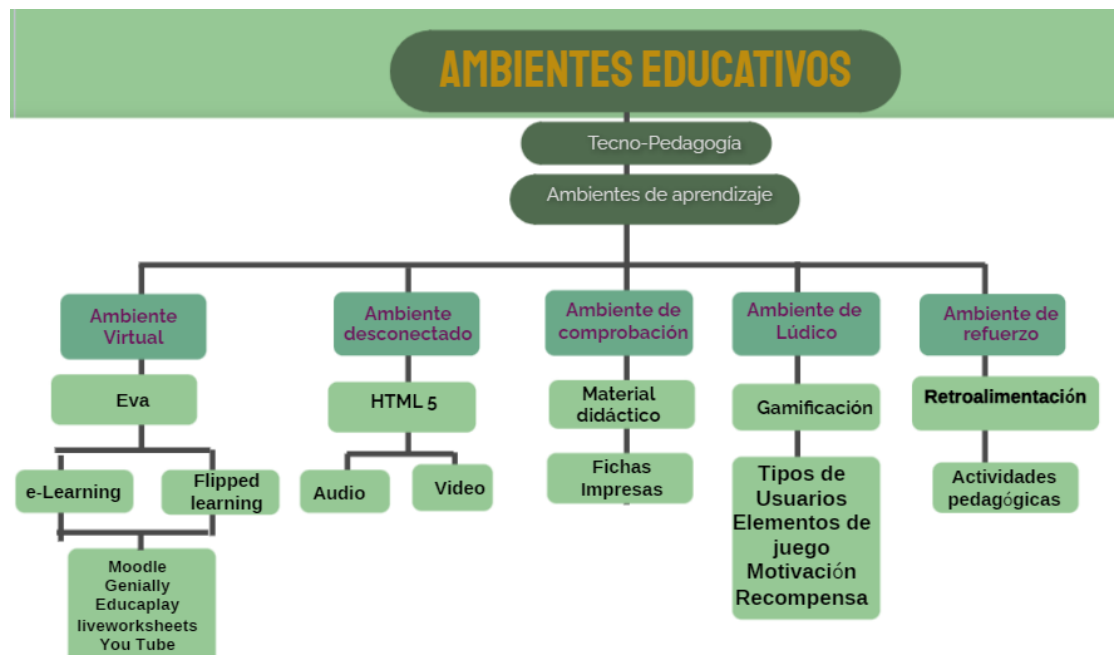 AMBIENTES EDUCATIVOS
Tecno-Pedagogía
Ambientes de aprendizaje
Ambiente
Virtual
Eva
e-Learning
Flipped
learning
Moodle
Genially
Educaplay
liveworksheets
You Tube
Ambiente
desconectado
HTML 5
Audio
Video
Ambiente de
comprobación
Material
didáctico
Fichas
Impresas
Ambiente de
Lúdico
Gamificación
Tipos de
Usuarios
Elementos de
juego
Motivación
Recompensa
Ambiente de
refuerzo
Retroalimentación
Actividades
pedagógicas